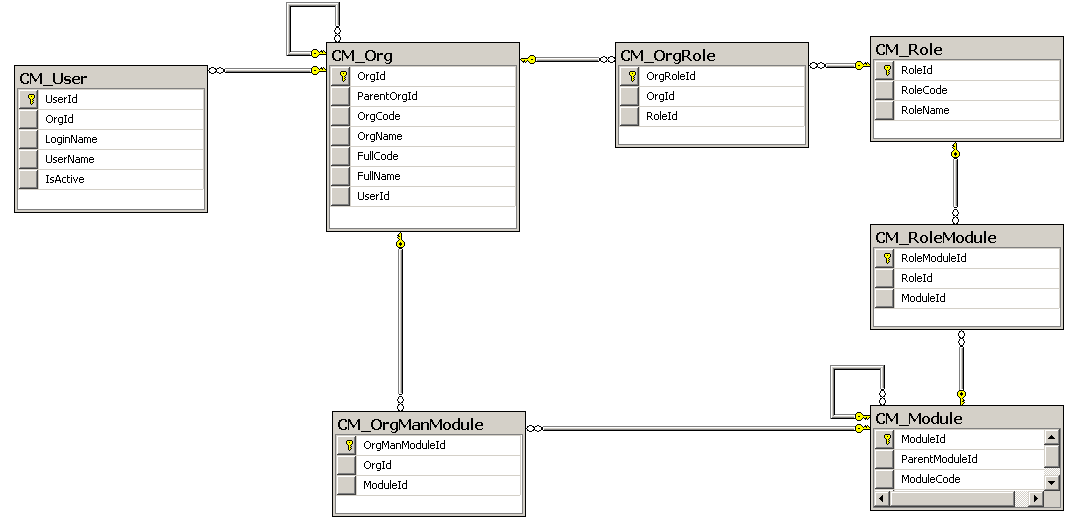 CM_User
UserId
OrgId
LoginName
UserName
IsActive
CM_Org
OrgId
ParentOrgId
OrgCode
OrgName
FullCode
FullName
UserId
CM_OrgRole
OrgRoleId
OrgId
RoleId
CM_Role
RoleId
RoleCode
RoleName
CM_RoleModule
RoleModuleId
RoleId
ModuleId
CM_OrgManModule
OrgManModuleId
OrgId
ModuleId
CM_Module
ModuleId
ParentModuleId
ModuleCode